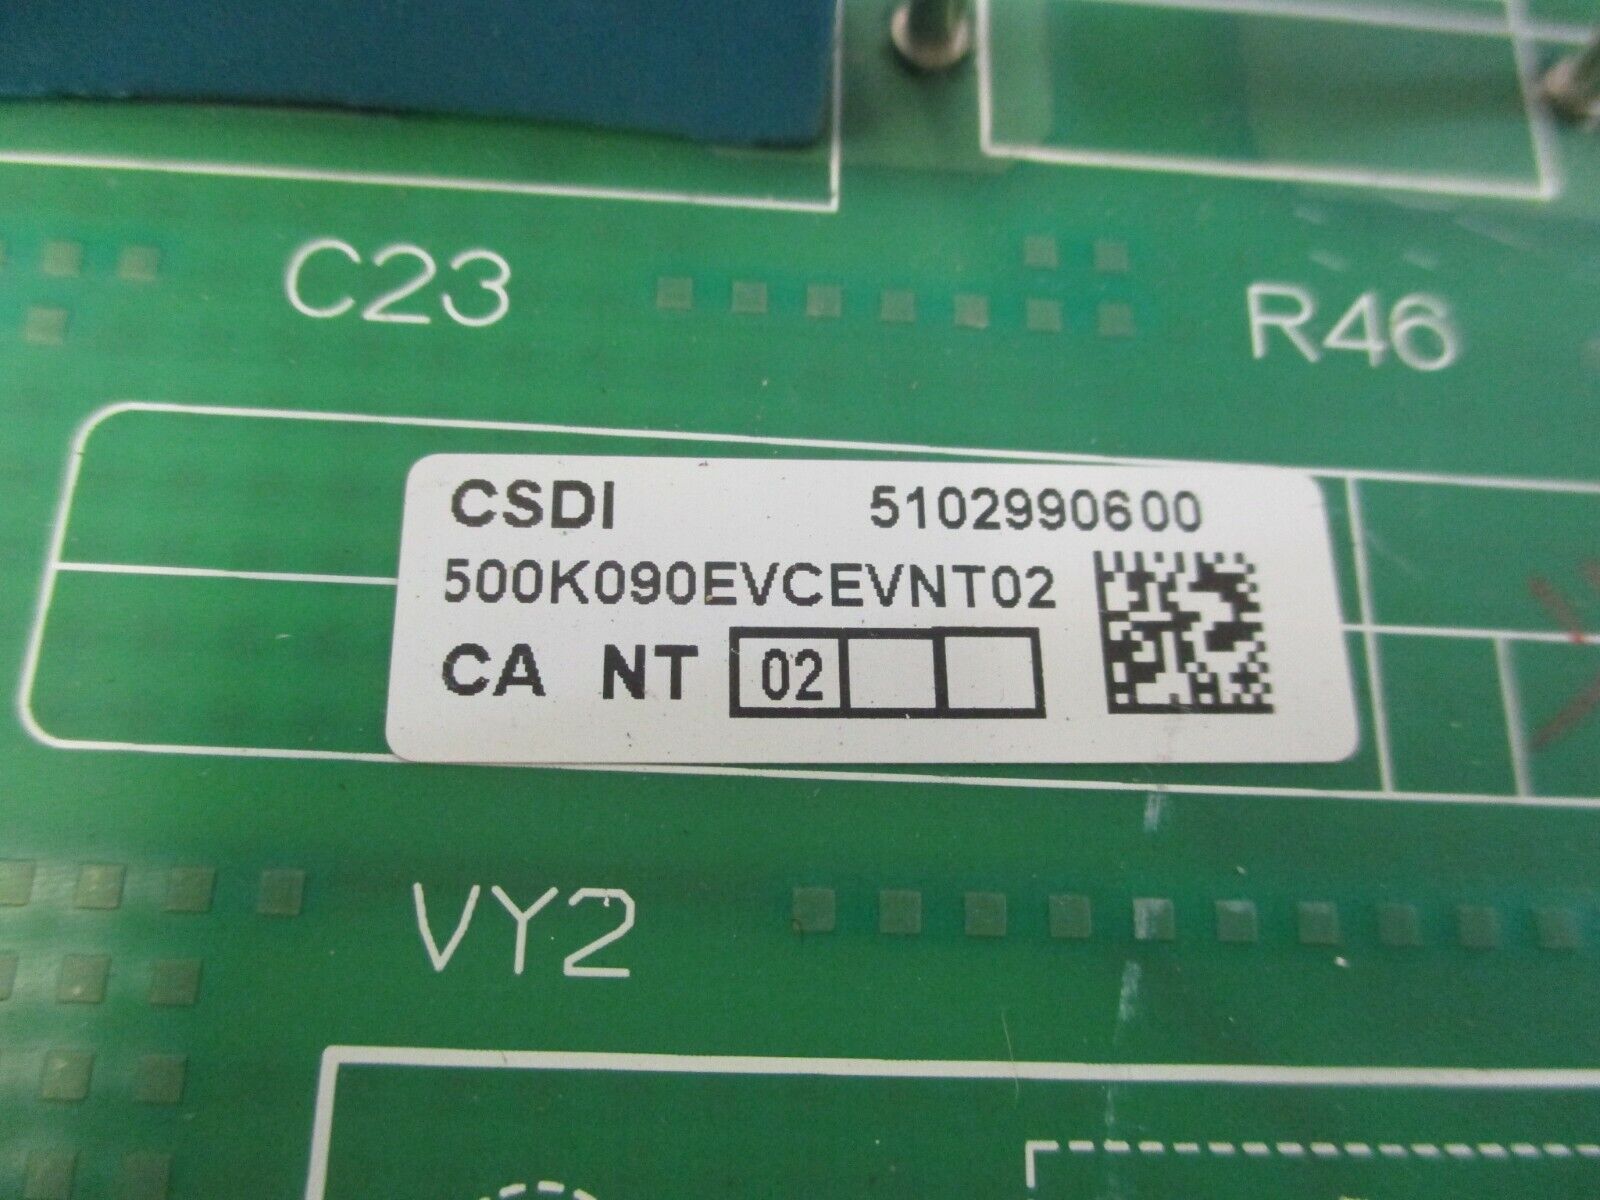 C23
R46
CSDI 5102990600
500K090EVCEVNT02
CA NT 02
VY2